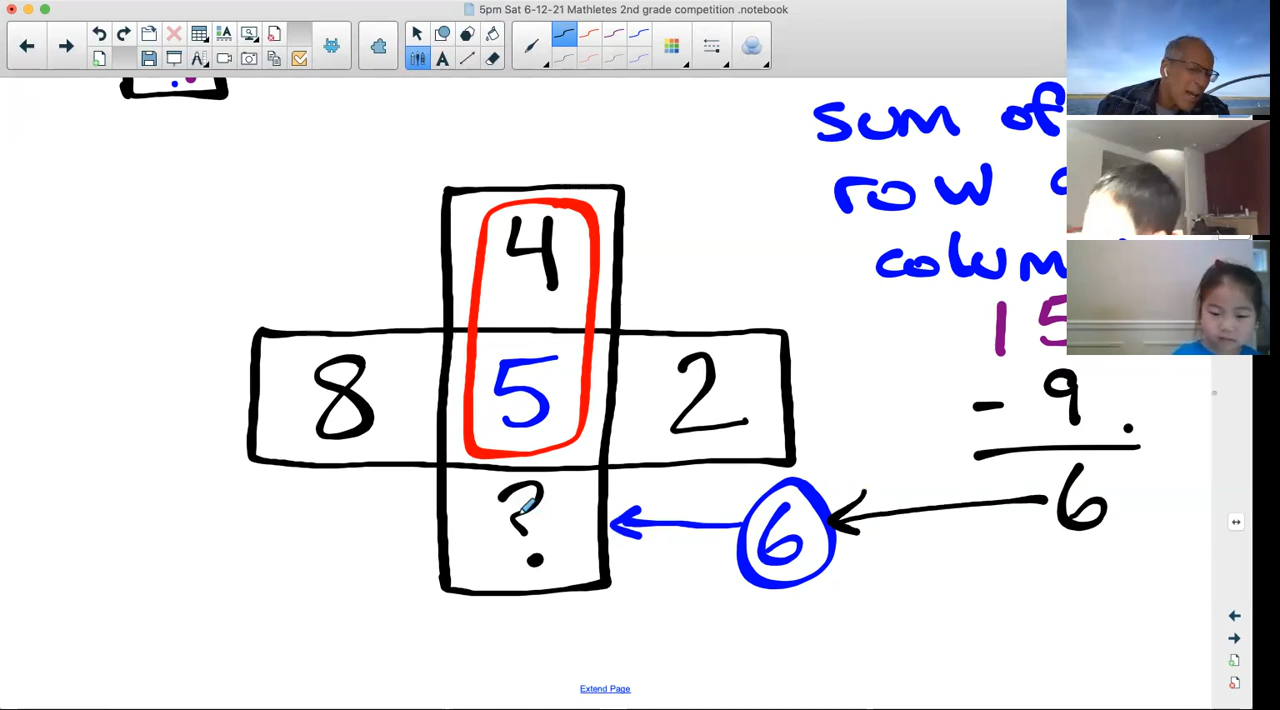 5pm Sat 6-12-21 Mathletes 2nd grade competition .notebook
sum of
row
colum
4
15
8 5 2
- 9 .
?
6
6
Extend Page